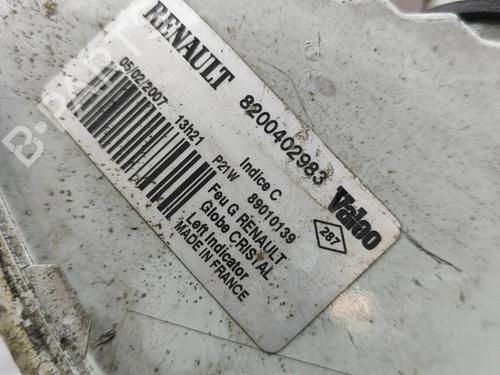 RENAULT
8200402983
Valeo
05/02/2007 13h21 P21W
Indice C
89010139
287
Feu G RENAULT
Globe CRISTAL
Left Indicator
MADE IN FRANCE
B-PARTS